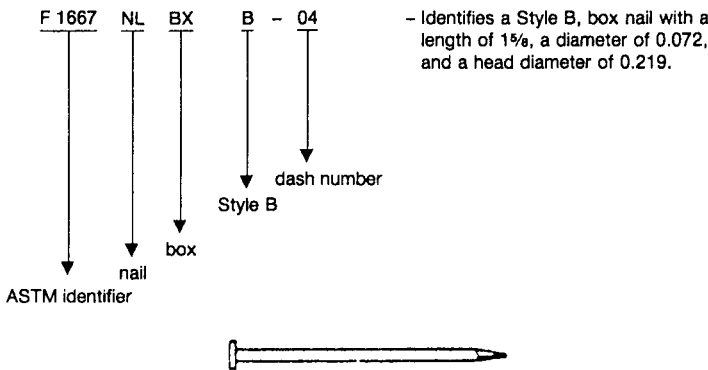 F 1667 NL BX B - 04
– Identifies a Style B, box nail with a
length of 1⅝, a diameter of 0.072,
and a head diameter of 0.219.
dash number
Style B
box
nail
ASTM identifier